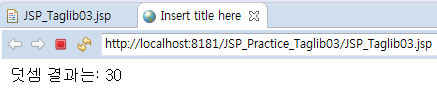 JSP_Taglib03.jsp
Insert title here
http://localhost:8181/JSP_Practice_Taglib03/JSP_Taglib03.jsp
덧셈 결과는: 30